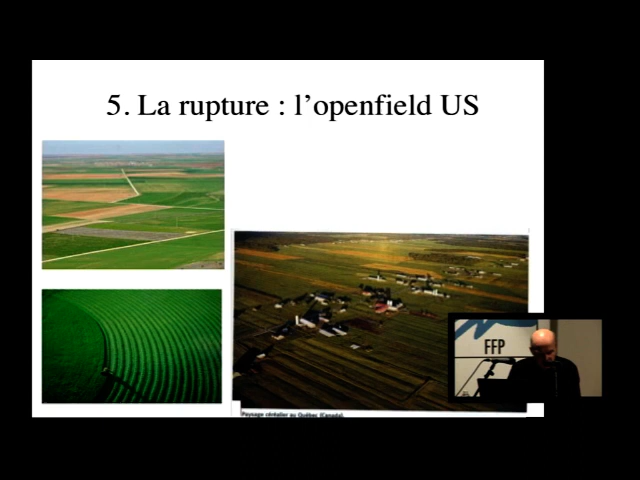 5. La rupture : l’openfield US
FFP
Paysage céréalier au Québec (Canada).